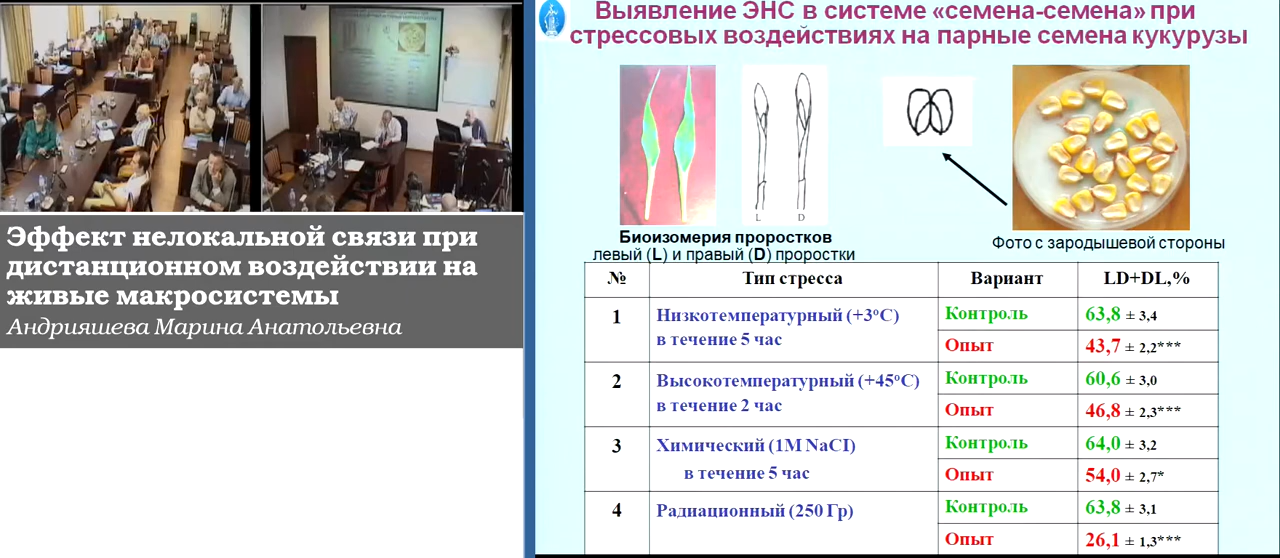 Эффект нелокальной связи при
дистанционном воздействии на
живые макросистемы
Андрияшева Марина Анатольевна
Выявление ЭНС в системе «семена-семена» при
стрессовых воздействиях на парные семена кукурузы
L D
Биоизомерия проростков
левый (L) и правый (D) проростки
Фото с зародышевой стороны
№ Тип стресса Вариант LD+DL,%
1 Низкотемпературный (+3ºС) Контроль 63,8 ± 3,4
в течение 5 час Опыт 43,7 ± 2,2***
2 Высокотемпературный (+45ºС) Контроль 60,6 ± 3,0
в течение 2 час Опыт 46,8 ± 2,3***
3 Химический (1М NaCI) Контроль 64,0 ± 3,2
в течение 5 час Опыт 54,0 ± 2,7*
4 Радиационный (250 Гр) Контроль 63,8 ± 3,1
Опыт 26,1 ± 1,3***